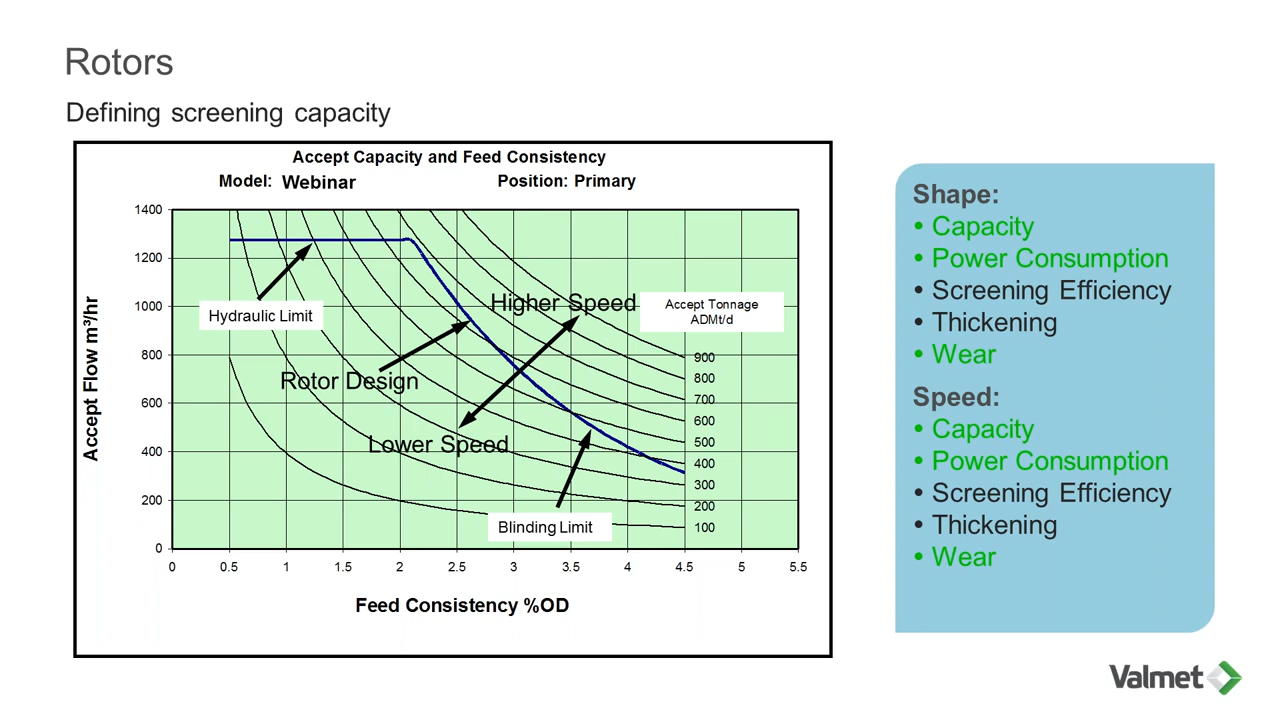 Rotors
Defining screening capacity
Accept Capacity and Feed Consistency
Model: Webinar Position: Primary
1400
1200
1000
800
600
400
200
0
Accept Flow m³/hr
0 0.5 1 1.5 2 2.5 3 3.5 4 4.5 5 5.5
Feed Consistency %OD
Hydraulic Limit
Higher Speed
Accept Tonnage
ADMt/d
Rotor Design
Lower Speed
Blinding Limit
900
800
700
600
500
400
300
200
100
Shape:
• Capacity
• Power Consumption
• Screening Efficiency
• Thickening
• Wear
Speed:
• Capacity
• Power Consumption
• Screening Efficiency
• Thickening
• Wear
Valmet